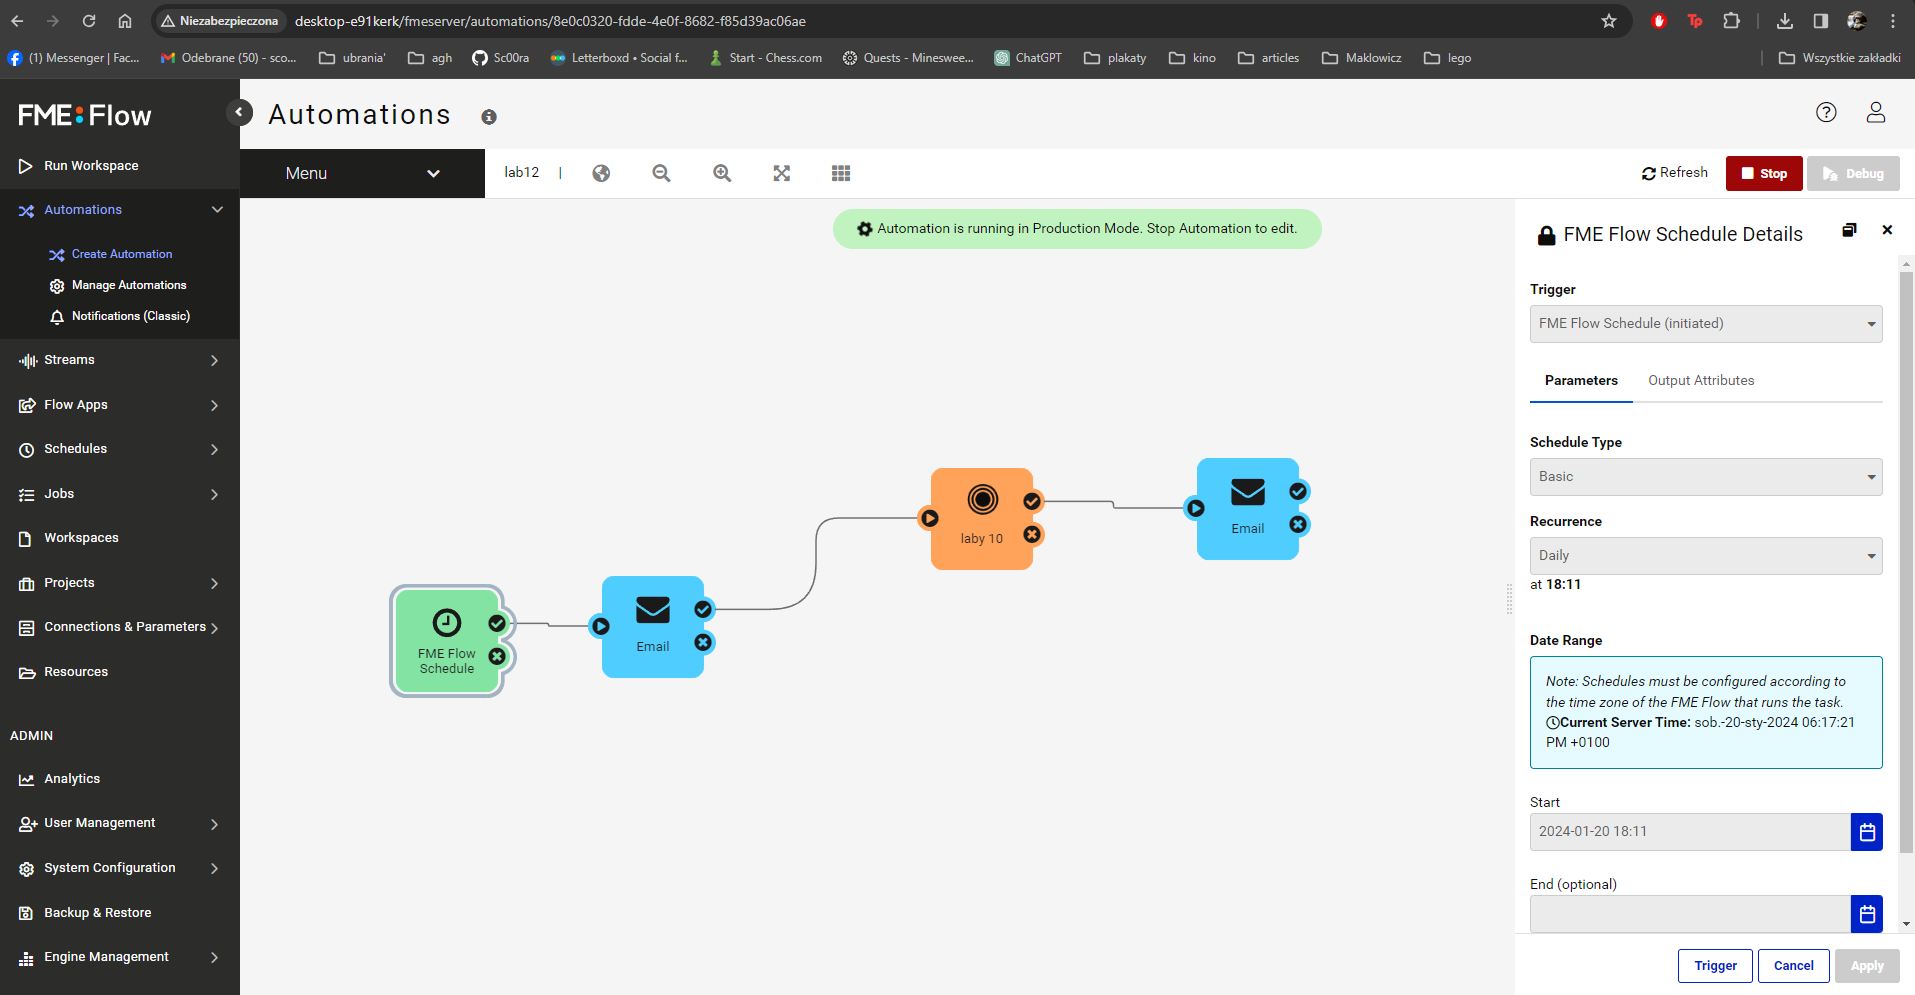 Niezabezpieczona
desktop-e91kerk/fmeserver/automations/8e0c0320-fdde-4e0f-8682-f85d39ac06ae
(1) Messenger | Fac...
Odebrane (50) - sco...
ubrania'
agh
Sc00ra
Letterboxd • Social f...
Start - Chess.com
Quests - Mineswee...
ChatGPT
plakaty
kino
articles
Maklowicz
lego
Wszystkie zakładki
FME:Flow
Run Workspace
Automations
Create Automation
Manage Automations
Notifications (Classic)
Streams
Flow Apps
Schedules
Jobs
Workspaces
Projects
Connections & Parameters
Resources
ADMIN
Analytics
User Management
System Configuration
Backup & Restore
Engine Management
Automations
Menu
lab12 |
Refresh
Stop
Debug
Automation is running in Production Mode. Stop Automation to edit.
FME Flow
Schedule
Email
laby 10
Email
FME Flow Schedule Details
Trigger
FME Flow Schedule (initiated)
Parameters
Output Attributes
Schedule Type
Basic
Recurrence
Daily
at 18:11
Date Range
Note: Schedules must be configured according to
the time zone of the FME Flow that runs the task.
Current Server Time: sob.-20-sty-2024 06:17:21
PM +0100
Start
2024-01-20 18:11
End (optional)
Trigger
Cancel
Apply